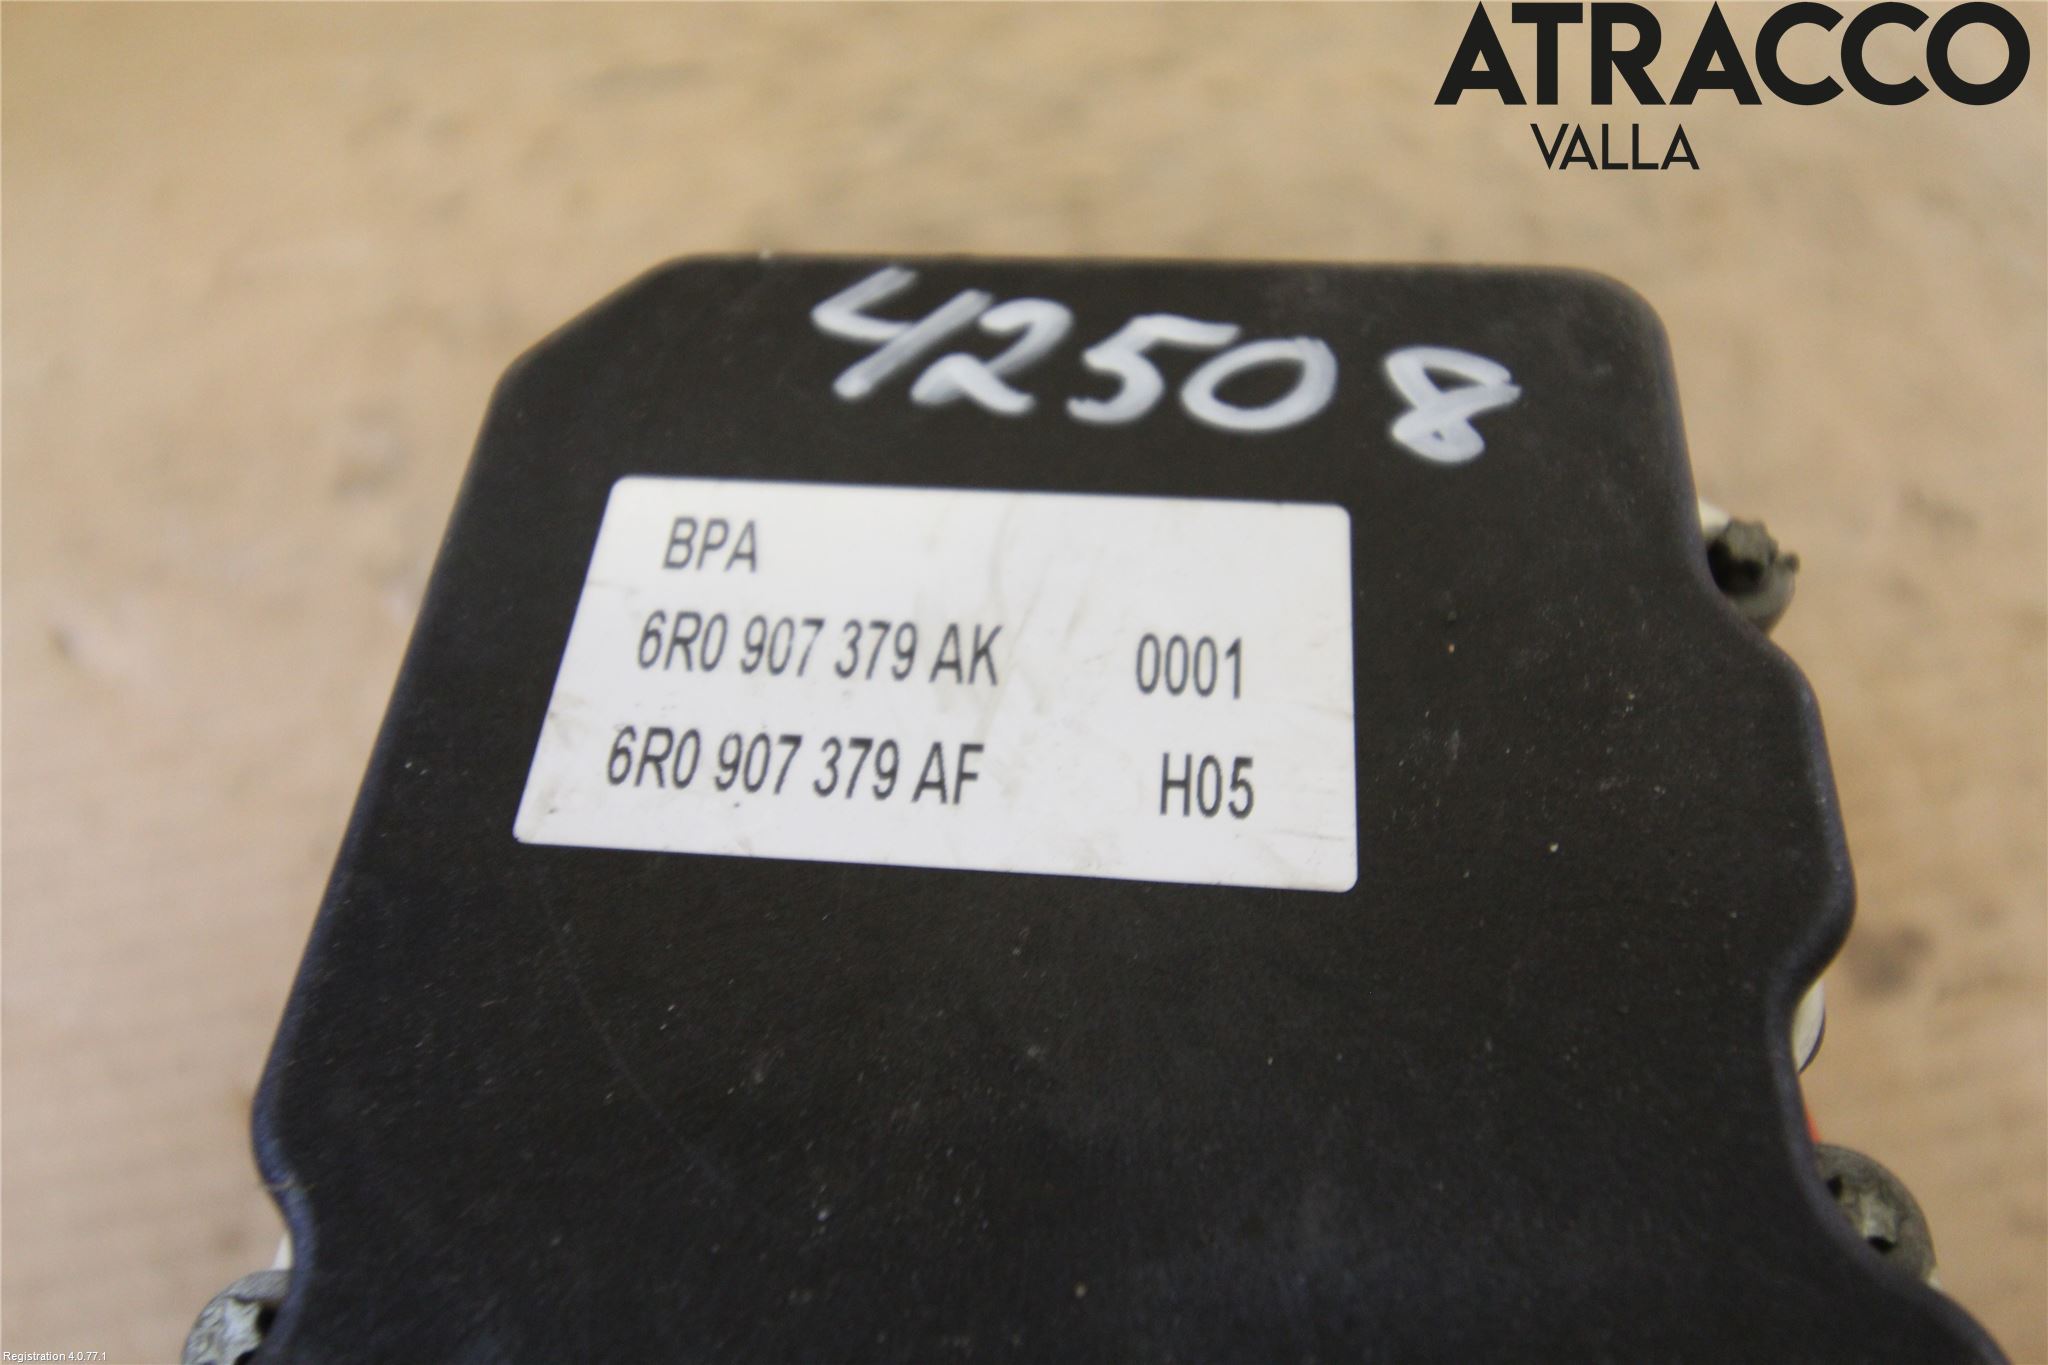 ATRACCO
VALLA
42508
BPA
6R0 907 379 AK 0001
6R0 907 379 AF H05
Registration 4.0.77.1